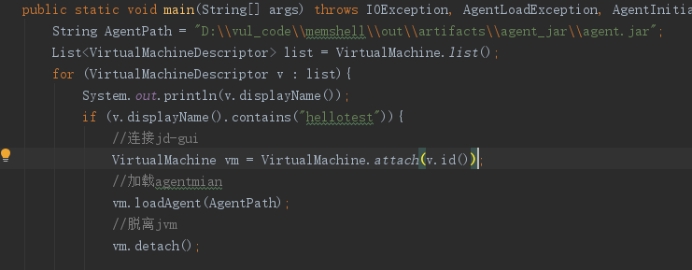 public static void main(String[] args) throws IOException, AgentLoadException, AgentInitia
String AgentPath = "D:\\vul_code\\memshell\\out\\artifacts\\agent_jar\\agent.jar";
List<VirtualMachineDescriptor> list = VirtualMachine.list();
for (VirtualMachineDescriptor v : list){
System.out.println(v.displayName());
if (v.displayName().contains("hellotest")){
//连接jd-gui
VirtualMachine vm = VirtualMachine.attach(v.id());
//加载agentmian
vm.loadAgent(AgentPath);
//脱离jvm
vm.detach();